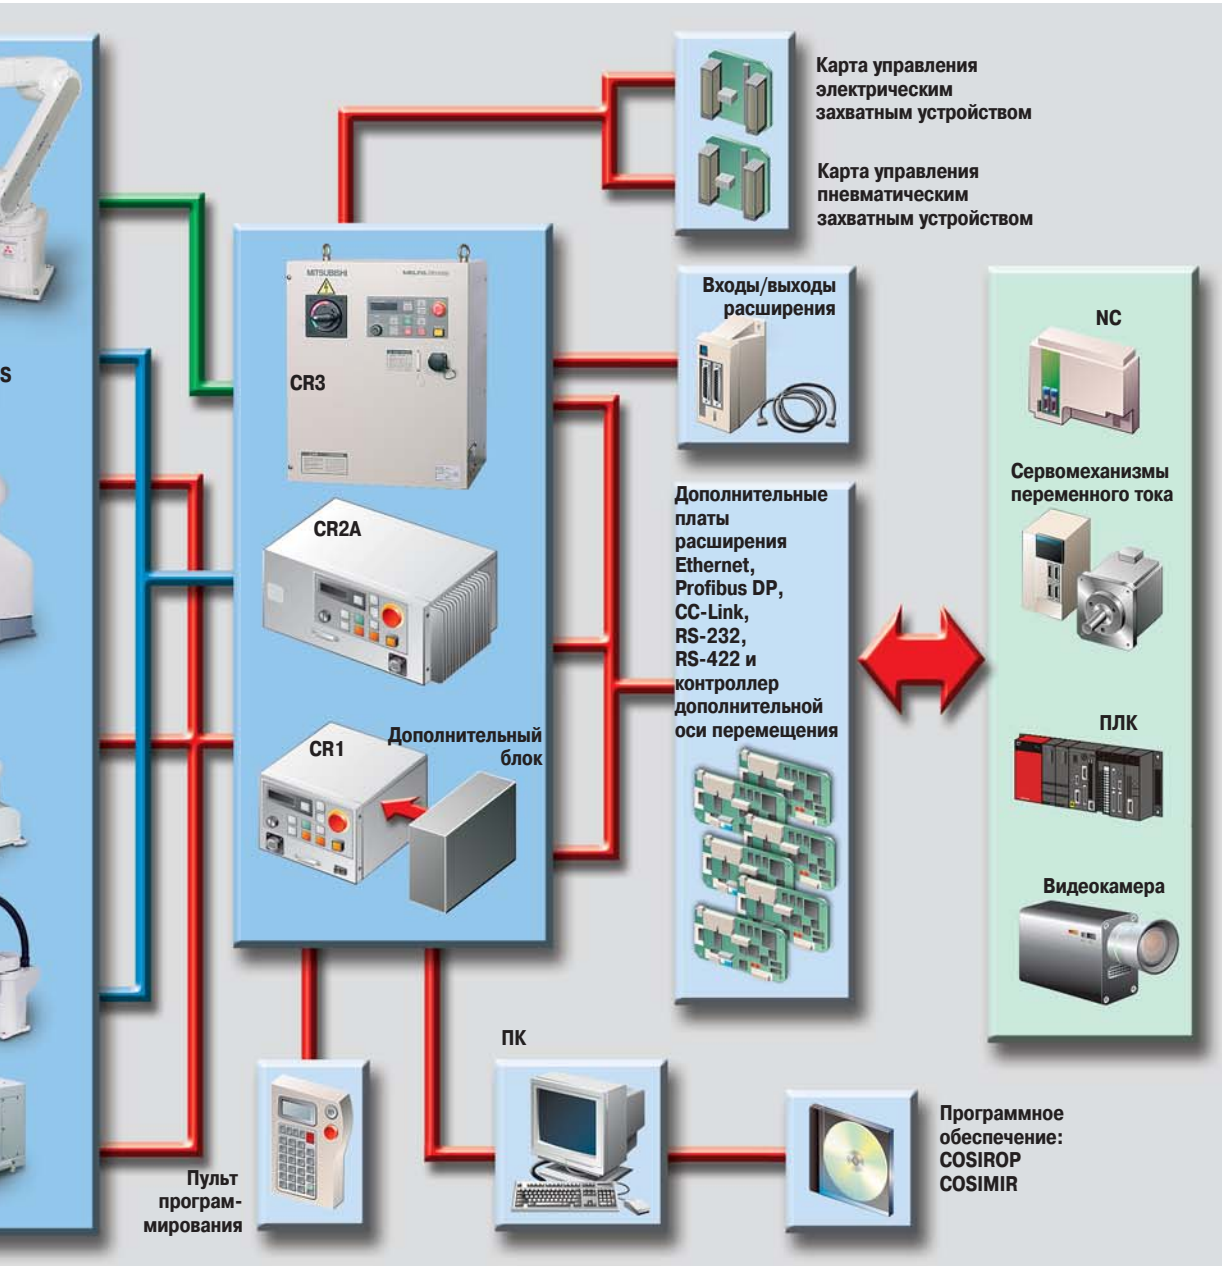 Карта управления
электрическим
захватным устройством
Карта управления
пневматическим
захватным устройством
MITSUBISHI
CR3
S
Входы/выходы
расширения
NC
Сервомеханизмы
переменного тока
CR2A
Дополнительные
платы
расширения
Ethernet,
Profibus DP,
CC-Link,
RS-232,
RS-422 и
контроллер
дополнительной
оси перемещения
ПЛК
CR1
Дополнительный
блок
Видеокамера
ПК
Пульт
програм-
мирования
Программное
обеспечение:
COSIROP
COSIMIR